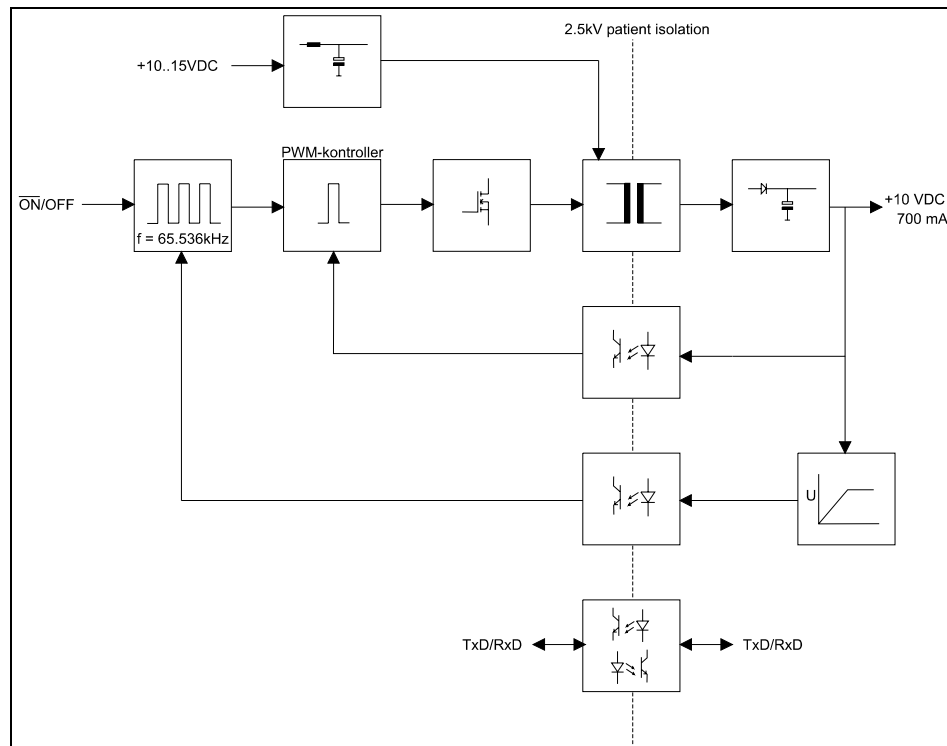 2.5kV patient isolation
+10..15VDC
PWM-kontroller
ON/OFF
f = 65.536kHz
+10 VDC
700 mA
U
TxD/RxD
TxD/RxD